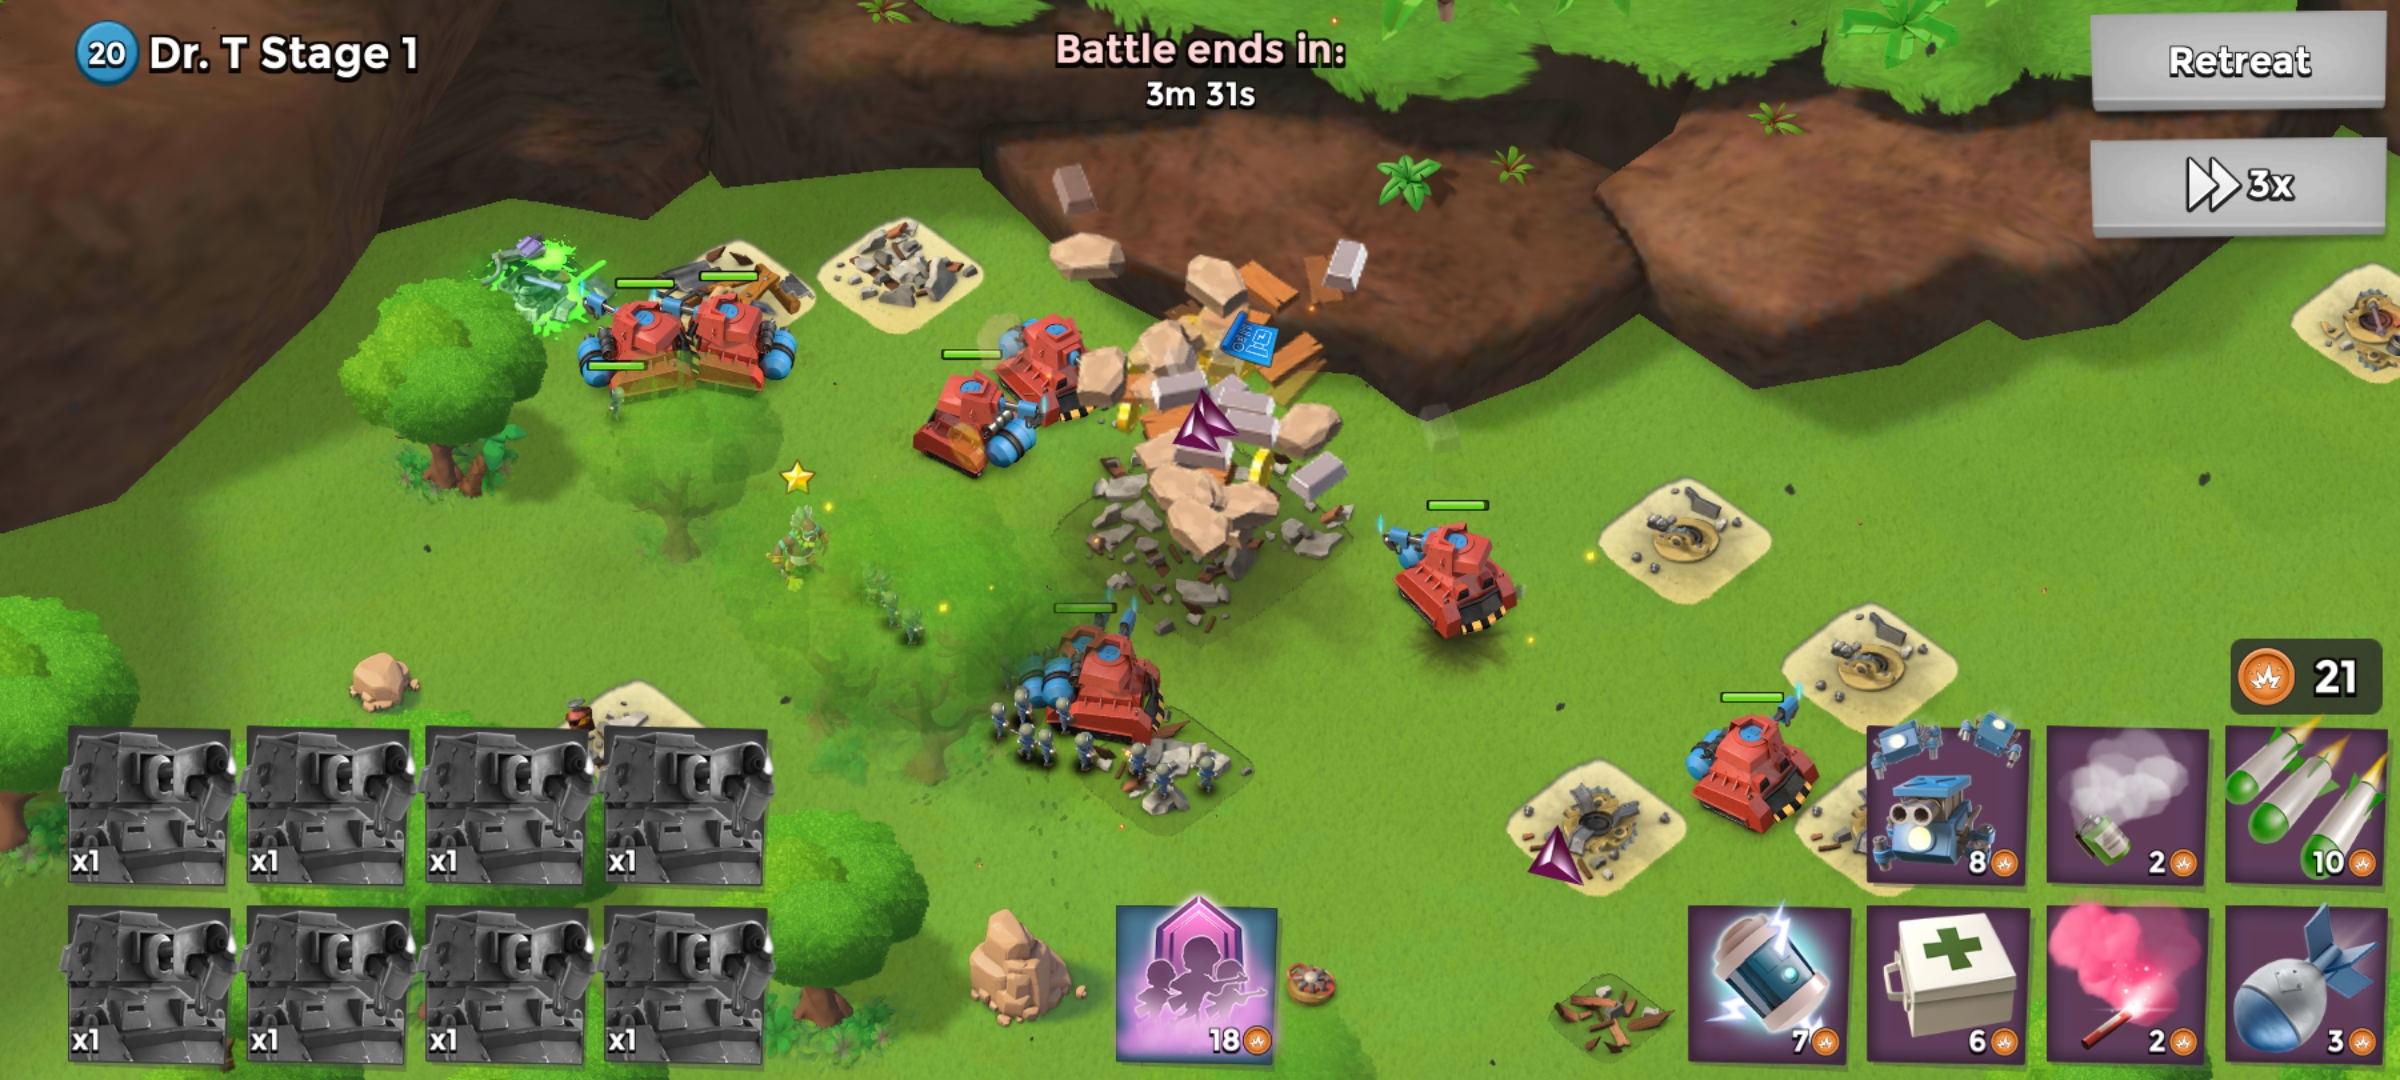 20 Dr. T Stage 1
Battle ends in:
3m 31s
Retreat
3x
21
x1 x1 x1 x1
8 2 10
x1 x1 x1 x1
18
7 6 2 3